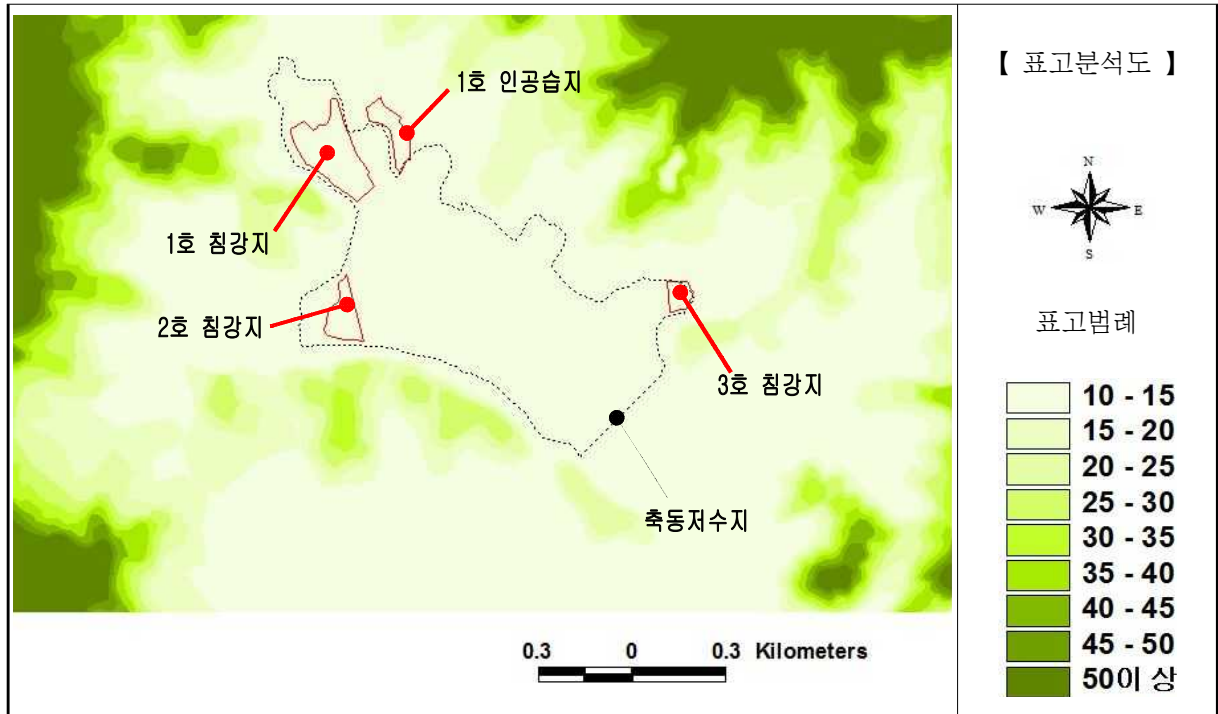 1호 인공습지
1호 침강지
2호 침강지
3호 침강지
축동저수지
0.3 0 0.3 Kilometers
【 표고분석도 】
N
W E
S
표고범례
10 - 15
15 - 20
20 - 25
25 - 30
30 - 35
35 - 40
40 - 45
45 - 50
50이 상